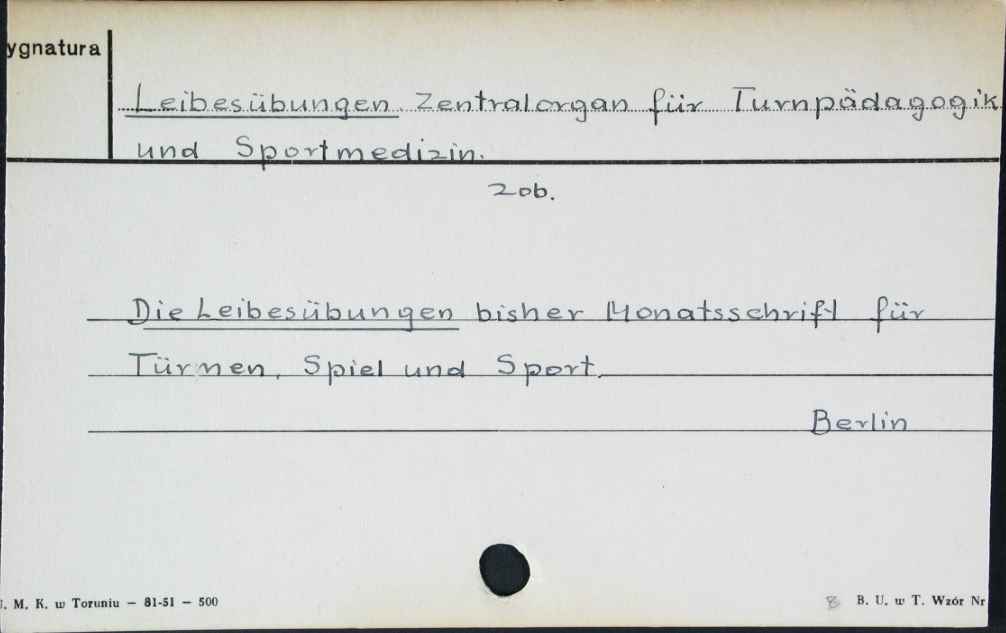 ygnatura
Leibesübungen. Zentralorgan für Turnpädagogik
und Sportmedizin.
zob.
Die Leibesübungen bisher Monatsschrift für
Türnen, Spiel und Sport.
Berlin
. M. K. w Toruniu — 81-51 — 500
8 B. U. w T. Wzór Nr